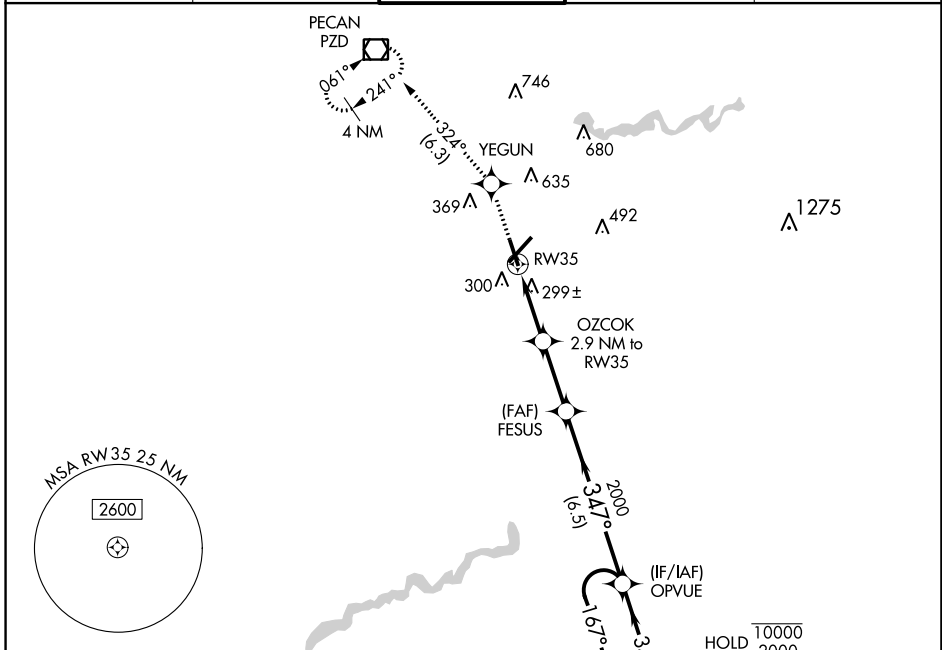 PECAN
PZD
061°
241°
4 NM
324°
(6.3)
746
680
YEGUN
635
369
492
1275
RW35
300
299±
OZCOK
2.9 NM to
RW35
(FAF)
FESUS
MSA RW35 25 NM
2600
2000
347°
(6.5)
(IF/IAF)
OPVUE
167°
HOLD
10000